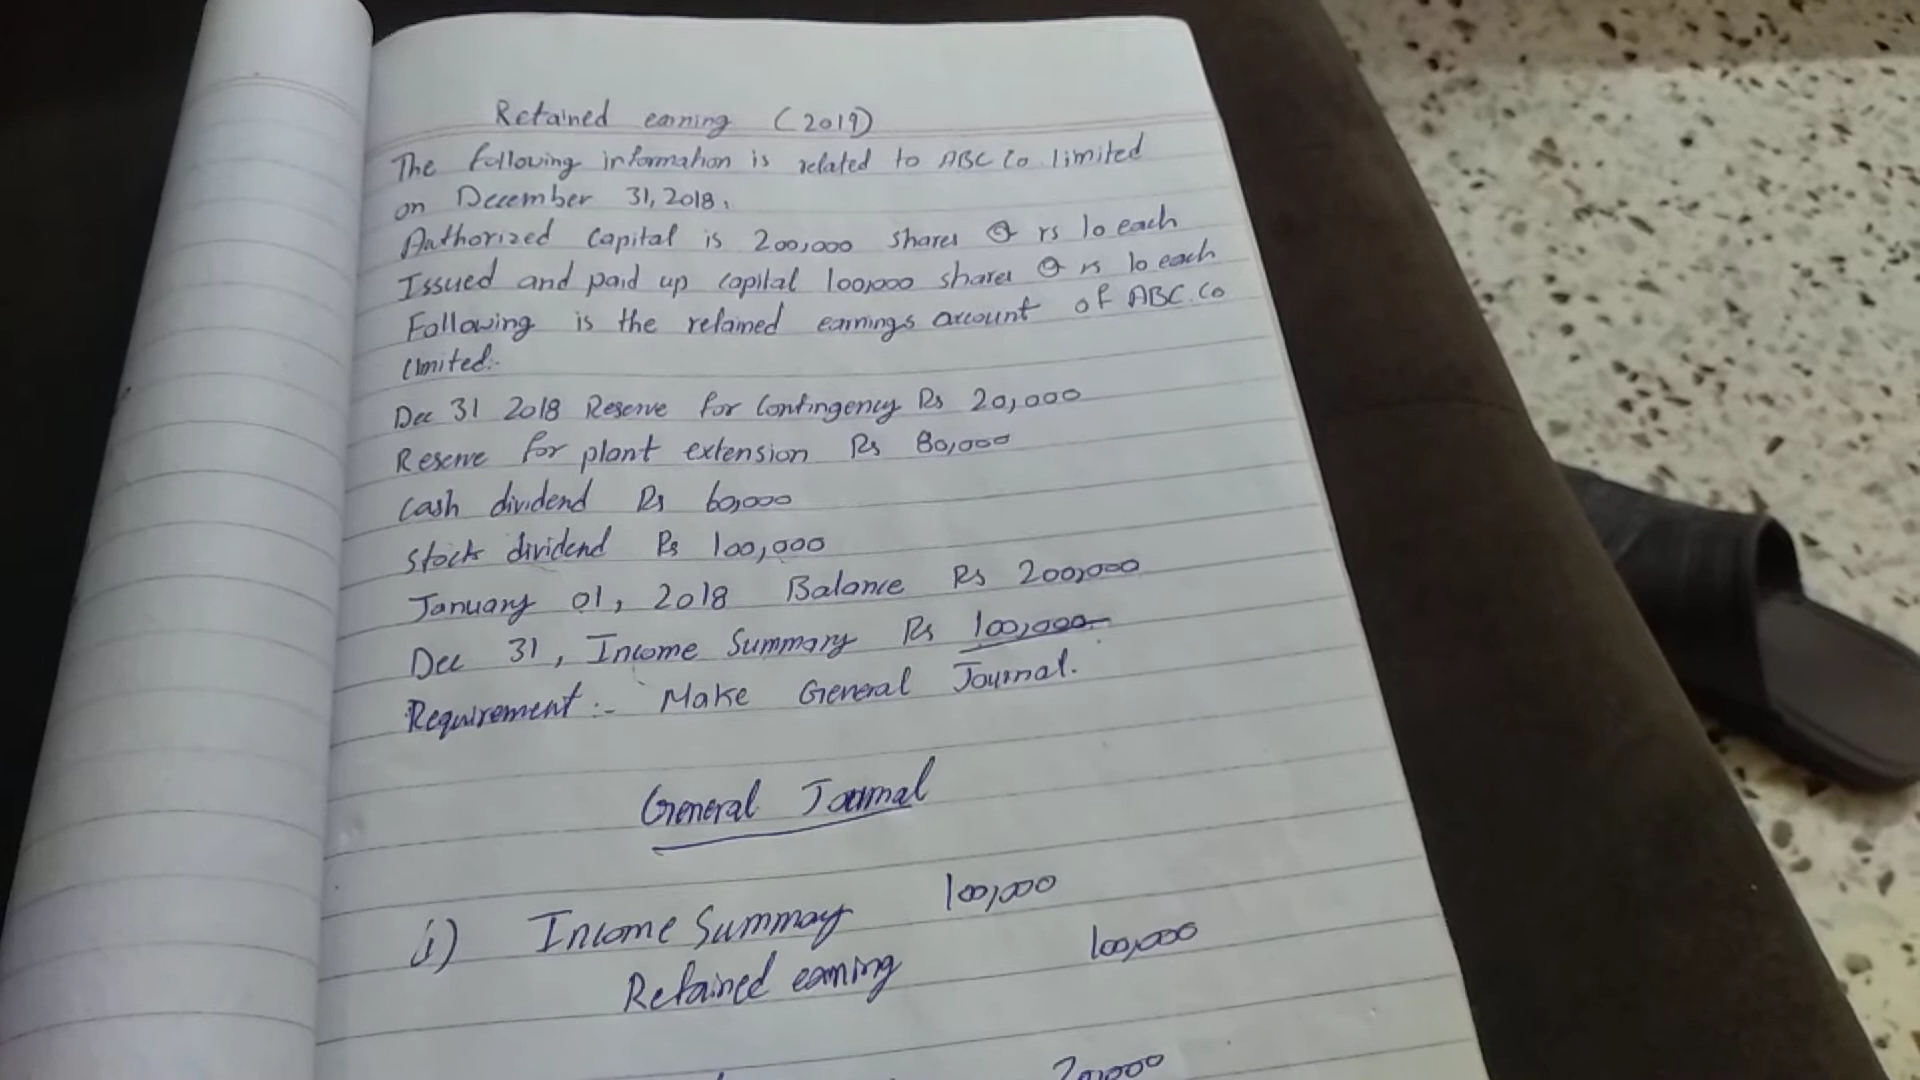 Retained earning (2019)
The following information is related to ABC Co limited
on December 31, 2018.
Authorized Capital is 200,000 shares @ rs 10 each
Issued and paid up capital 100,000 shares @ rs 10 each
Following is the retained earnings account of ABC. Co
limited:-
Dec 31 2018 Reserve for Contingency Rs 20,000
Reserve for plant extension Rs 80,000
Cash dividend Rs 60,000
Stock dividend Rs 100,000
January 01, 2018 Balance Rs 200,000
Dec 31, Income Summary Rs 100,000
Requirement:- Make General Journal.
General Journal
i) Income Summary 100,000
Retained earning 100,000
20,000